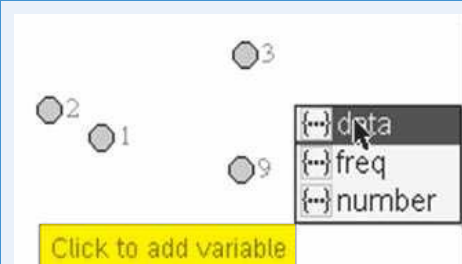 3
2
1
9
{...} data
{...} freq
{...} number
Click to add variable